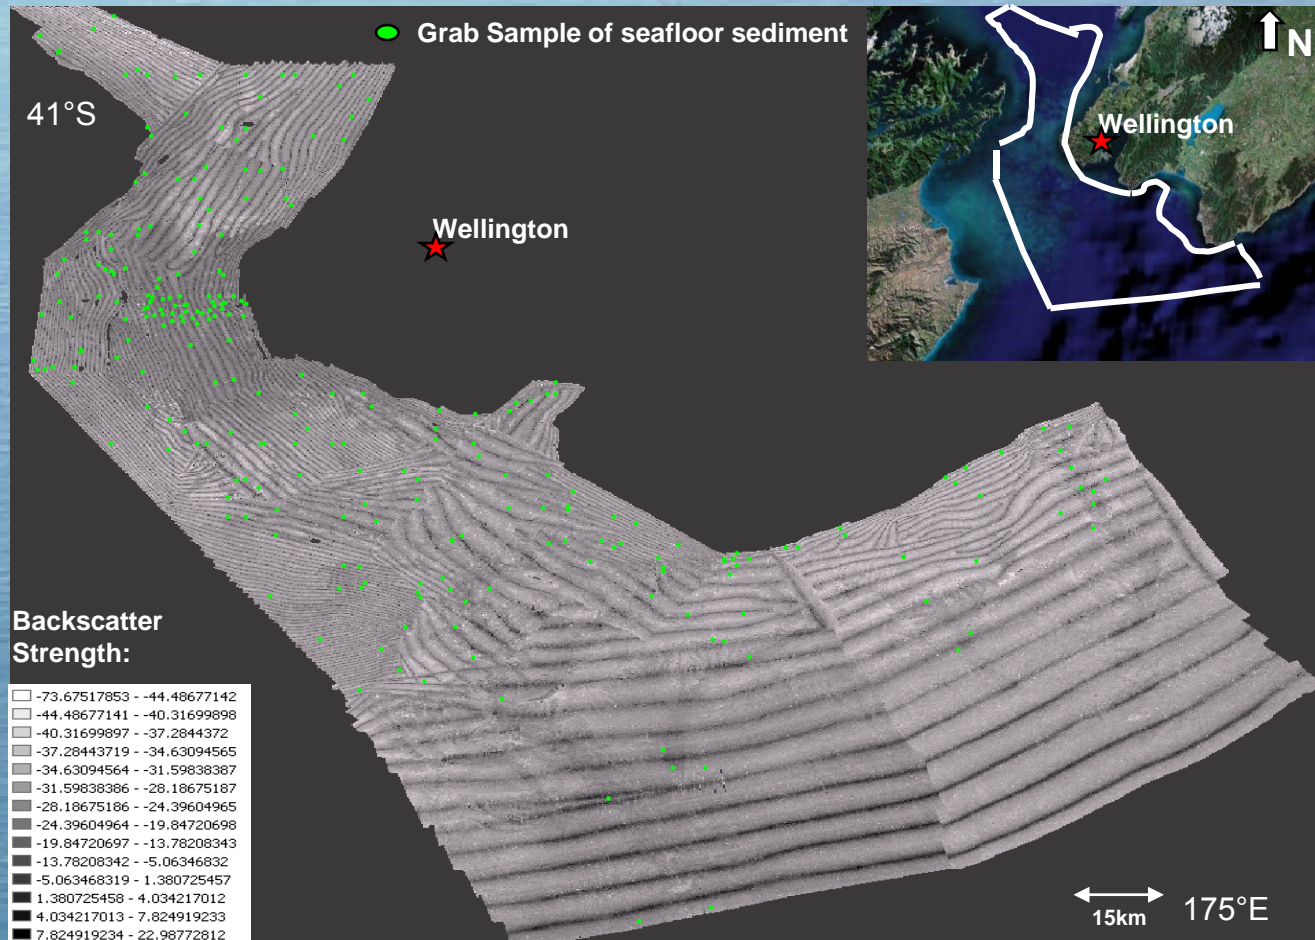 Grab Sample of seafloor sediment
N
41°S
Wellington
Wellington
Backscatter
Strength:
-73.67517853 - -44.48677142
-44.48677141 - -40.31699898
-40.31699897 - -37.2844372
-37.28443719 - -34.63094565
-34.63094564 - -31.59838387
-31.59838386 - -28.18675187
-28.18675186 - -24.39604965
-24.39604964 - -19.84720698
-19.84720697 - -13.78208343
-13.78208342 - -5.06346832
-5.063468319 - 1.380725457
1.380725458 - 4.034217012
4.034217013 - 7.824919233
7.824919234 - 22.98772812
15km
175°E